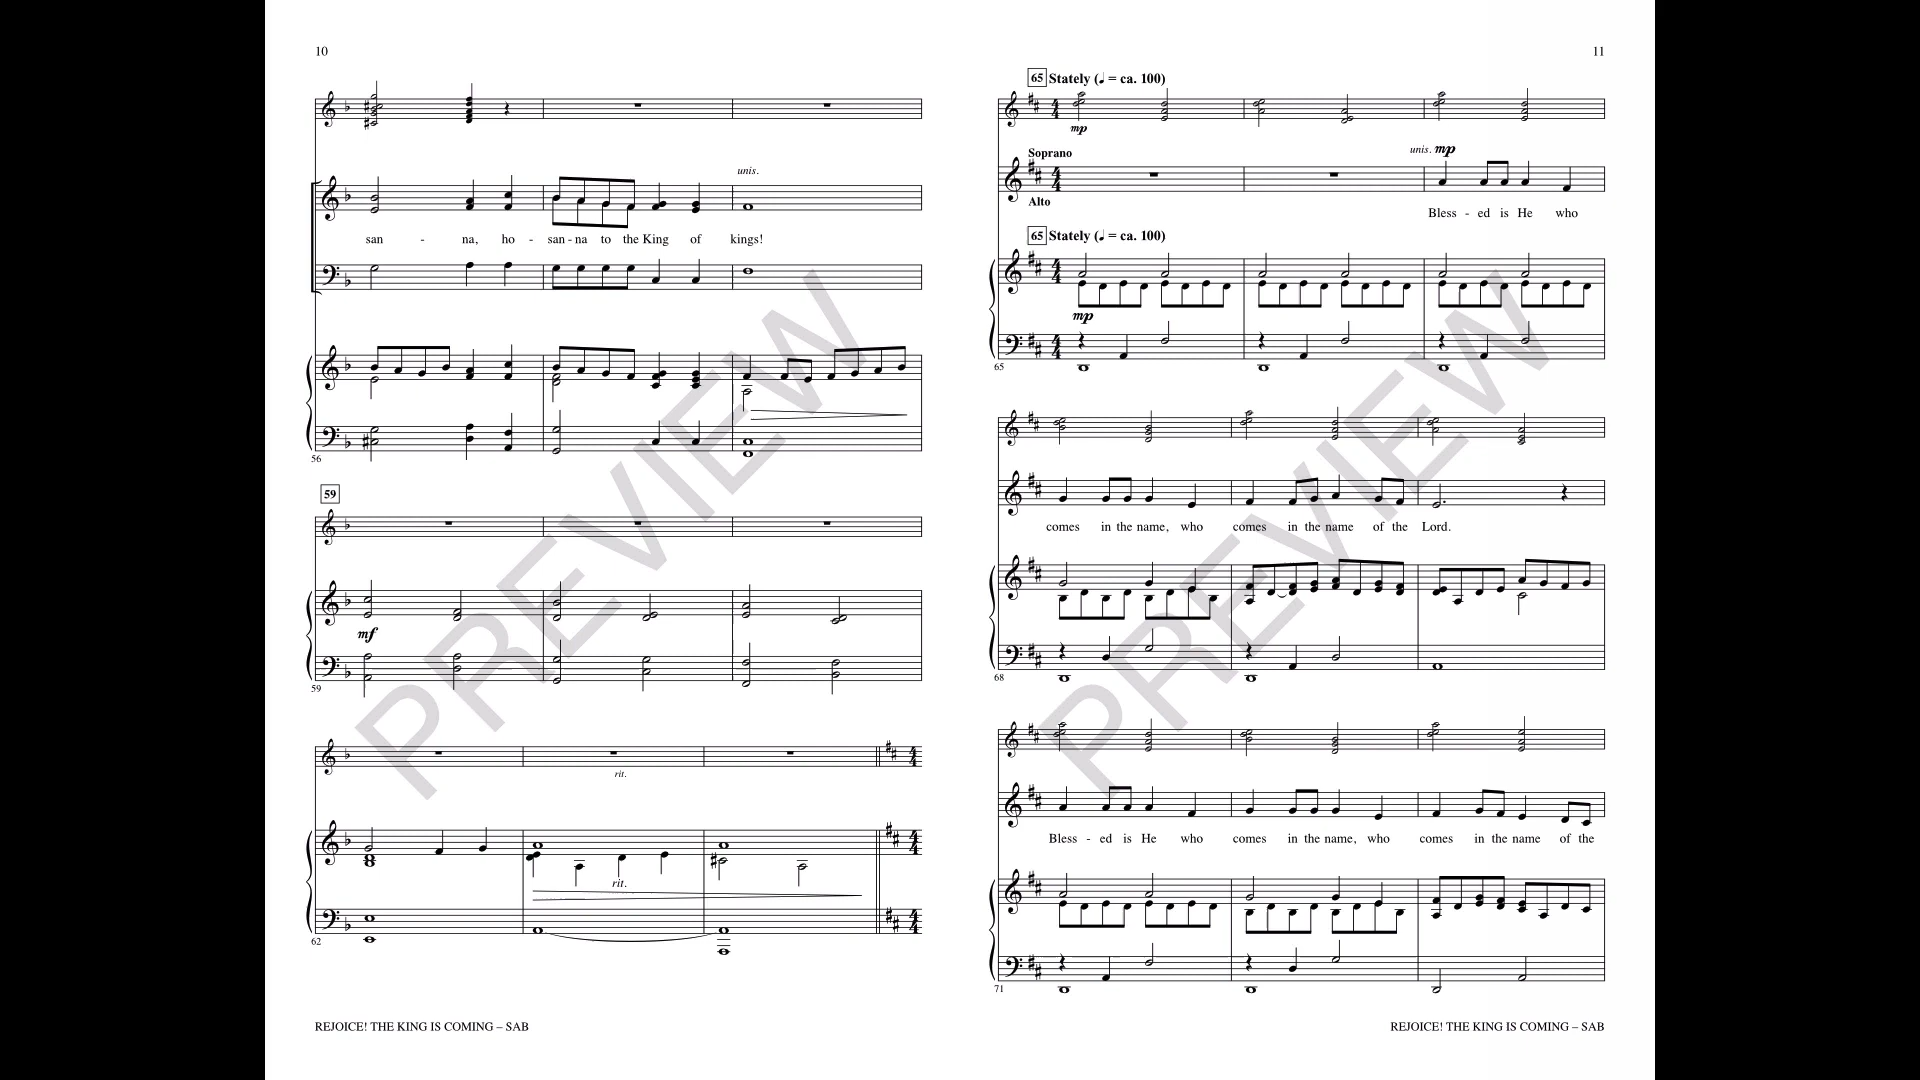 10
unis.
san - na, ho - san - na to the King of kings!
56
59
mf
59
rit.
rit.
62
REJOICE! THE KING IS COMING – SAB
PREVIEW
11
65 Stately (♩ = ca. 100)
mp
Soprano
unis. mp
Alto
Bless - ed is He who
65 Stately (♩ = ca. 100)
mp
65
comes in the name, who comes in the name of the Lord.
68
Bless - ed is He who comes in the name, who comes in the name of the
71
REJOICE! THE KING IS COMING – SAB
PREVIEW